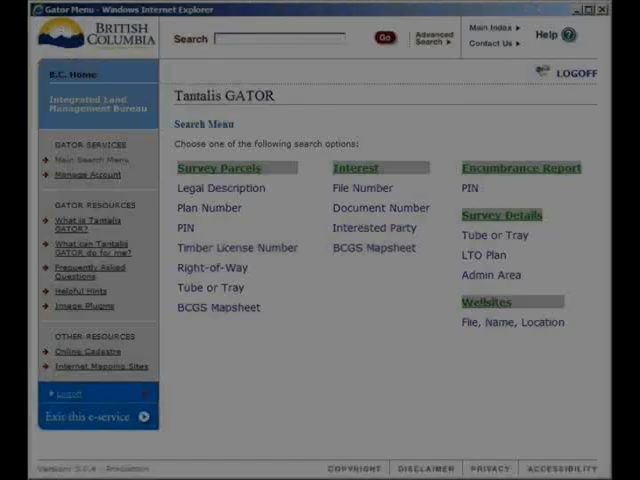 Gator Menu - Windows Internet Explorer
BRITISH
COLUMBIA
Search
Go
Advanced
Search
Main Index
Contact Us
Help
B.C. Home
LOGOFF
Integrated Land
Management Bureau
Tantalis GATOR
Search Menu
Choose one of the following search options:
GATOR SERVICES
Main Search Menu
Manage Account
GATOR RESOURCES
What is Tantalis
GATOR?
What can Tantalis
GATOR do for me?
Frequently Asked
Questions
Helpful Hints
Image Plugins
OTHER RESOURCES
Online Cadastre
Internet Mapping Sites
Logoff
Exit this e-service
Survey Parcels
Legal Description
Plan Number
PIN
Timber License Number
Right-of-Way
Tube or Tray
BCGS Mapsheet
Interest
File Number
Document Number
Interested Party
BCGS Mapsheet
Encumbrance Report
PIN
Survey Details
Tube or Tray
LTO Plan
Admin Area
Wellsites
File, Name, Location
Version: 3.0.4 - Production
COPYRIGHT
DISCLAIMER
PRIVACY
ACCESSIBILITY